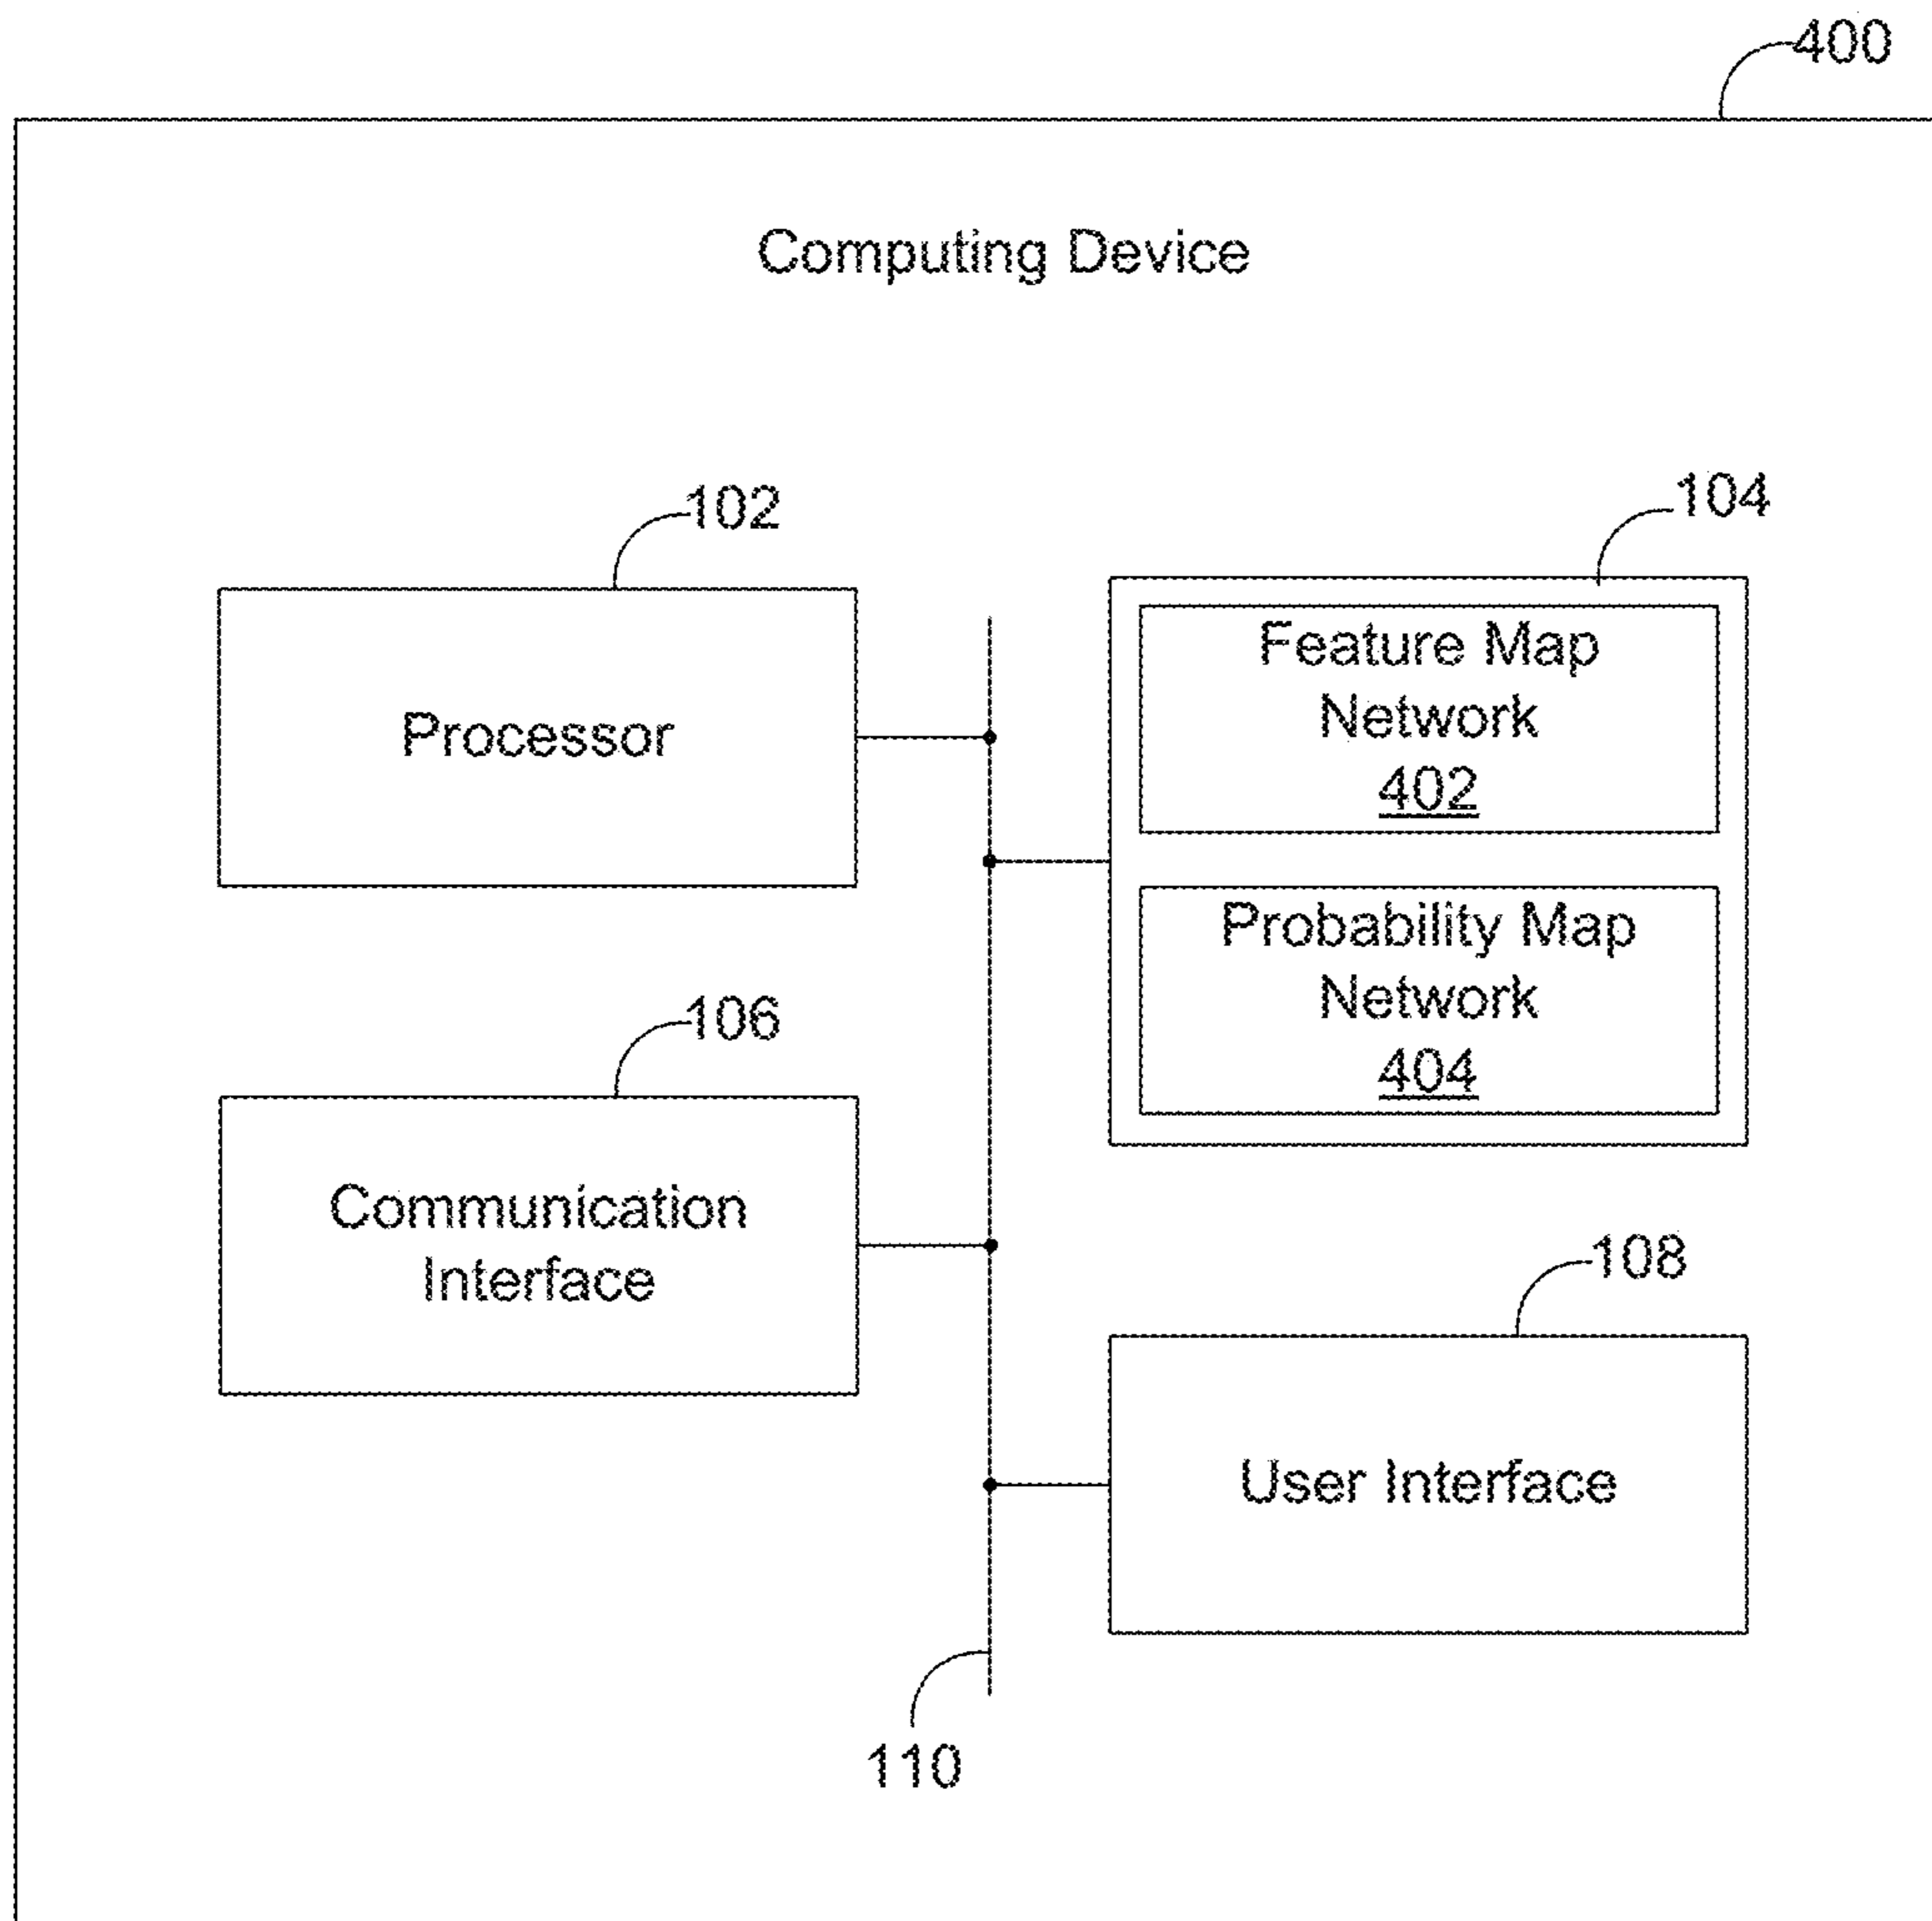 400
Computing Device
102
104
Processor
Feature Map
Network
402
Probability Map
Network
404
106
Communication
Interface
108
User Interface
110